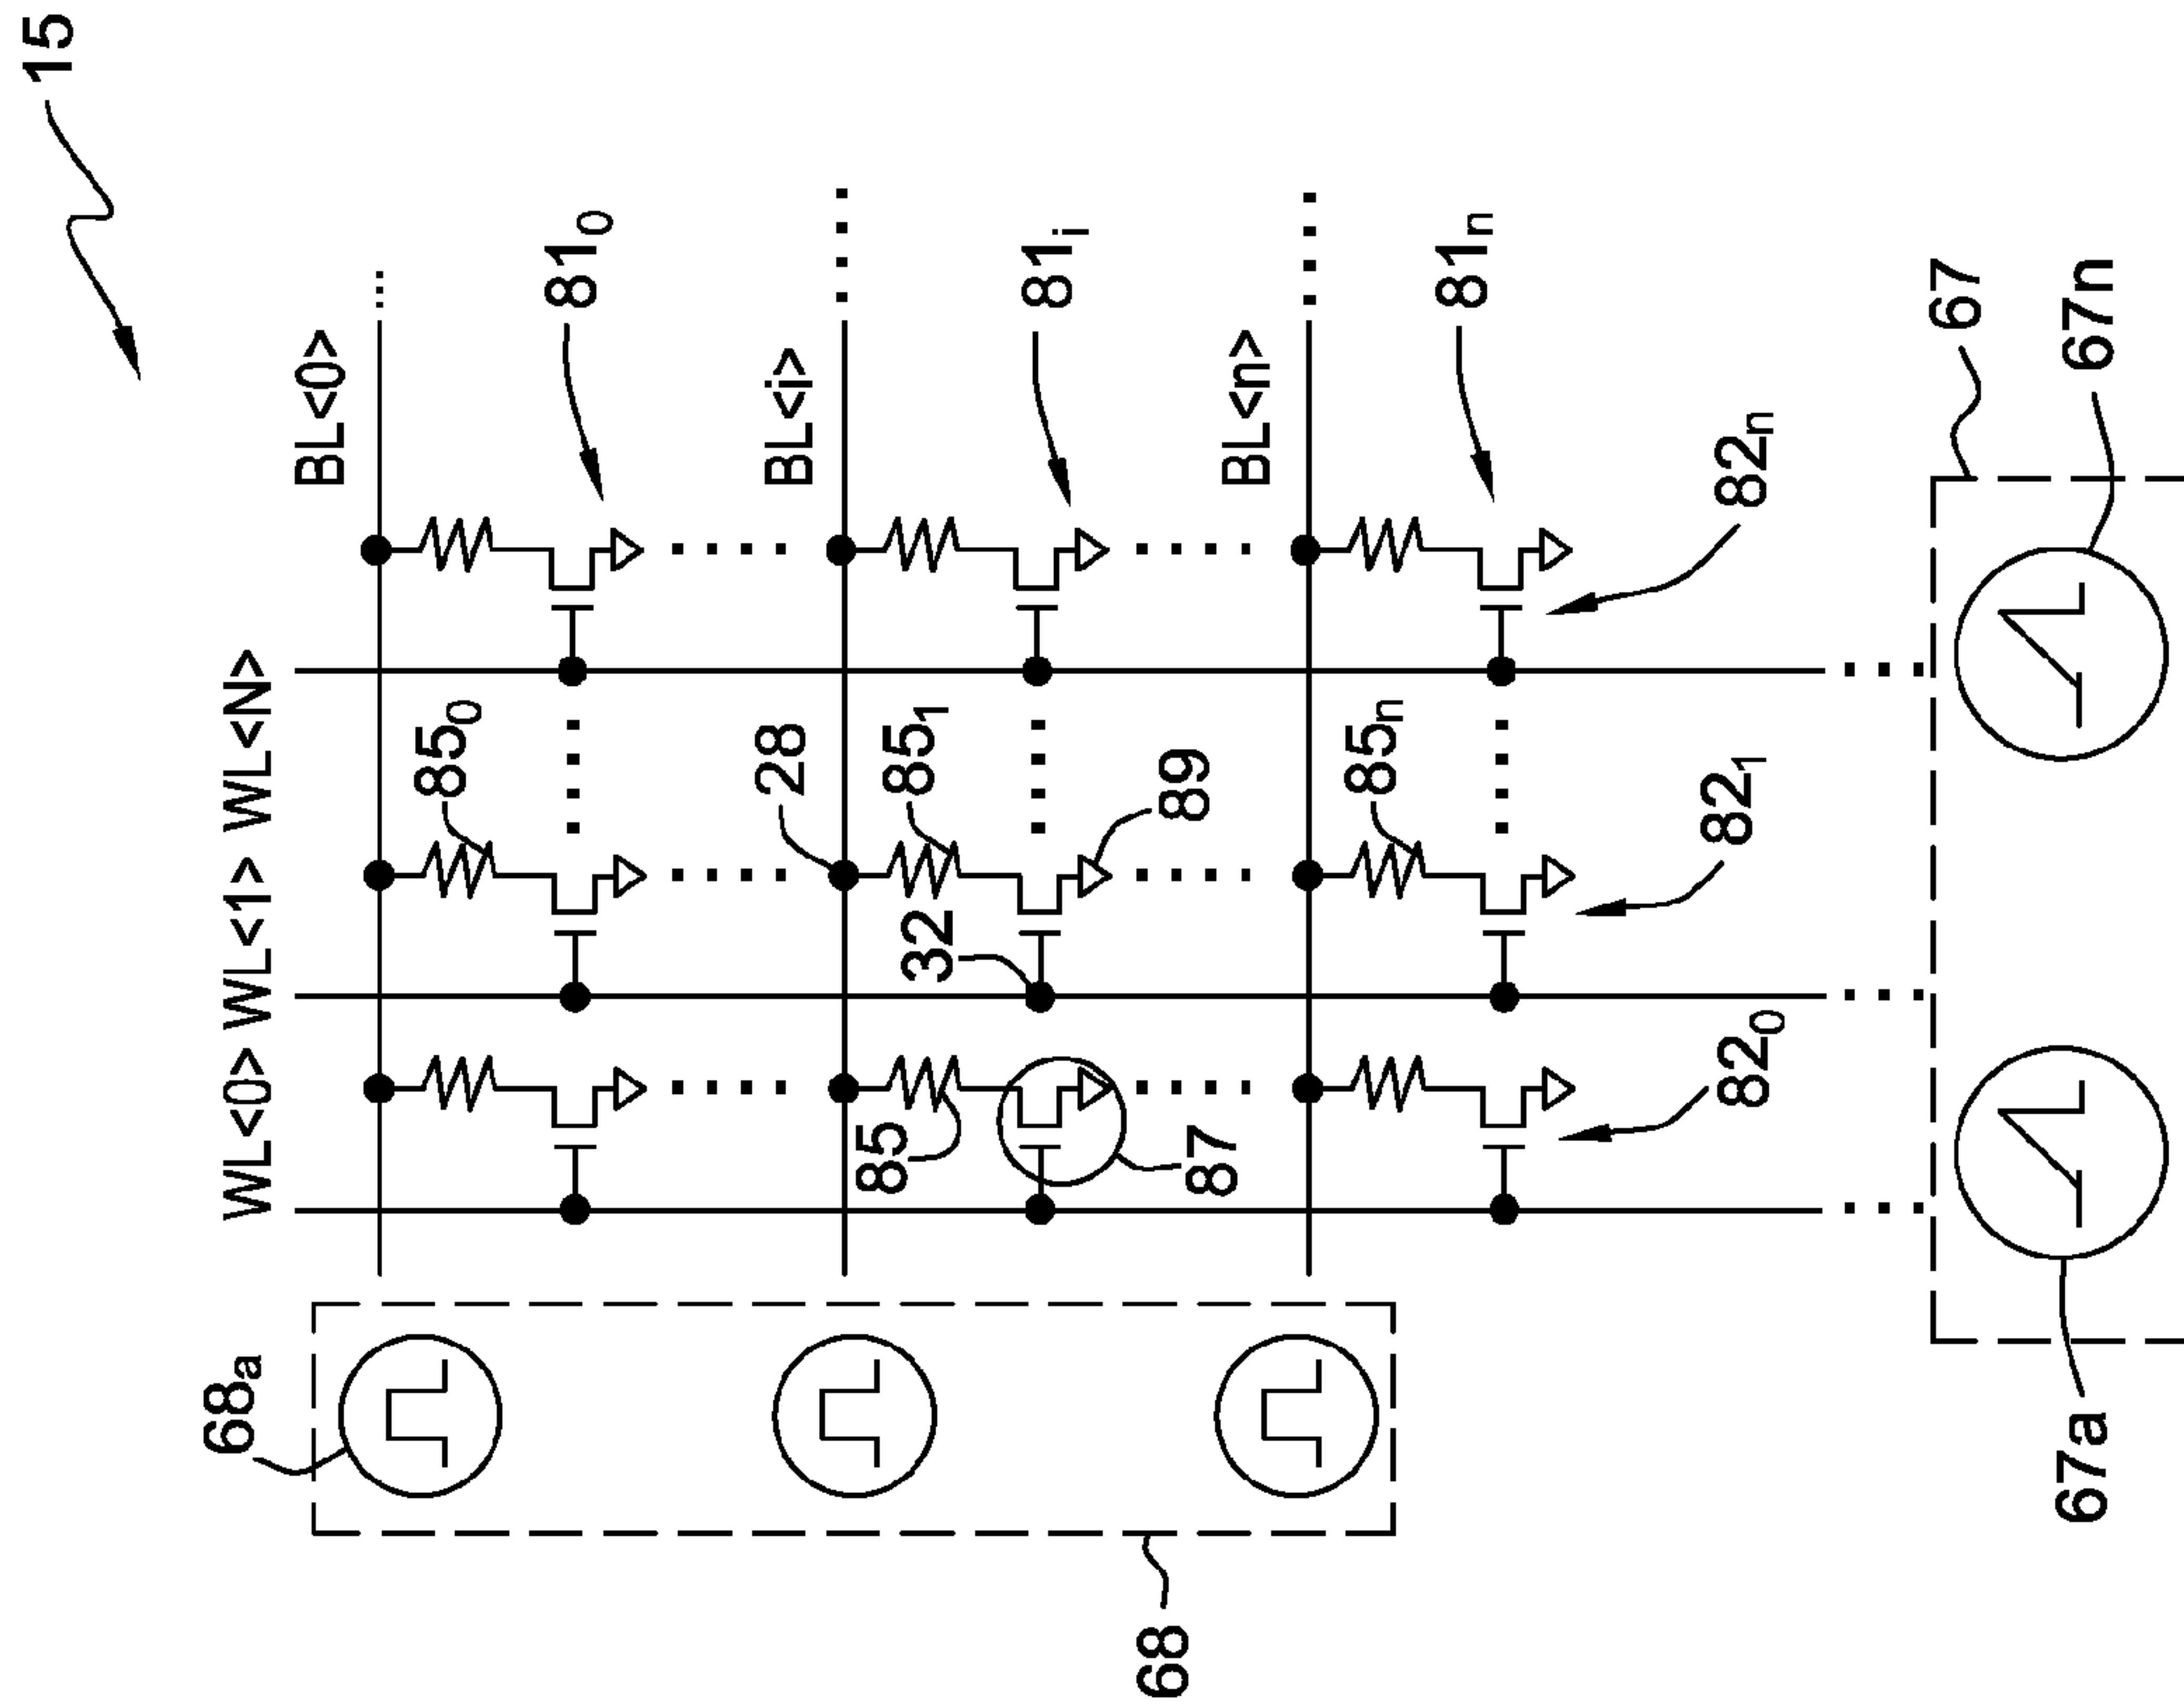 15
BL<0>
BL<i>
BL<n>
81₀
81ᵢ
81ₙ
WL<0> WL<1> WL<N>
85₀
28
85₁
89
85ₙ
32
85
87
82ₙ
82₁
82₀
68ₐ
68
67
67n
67a